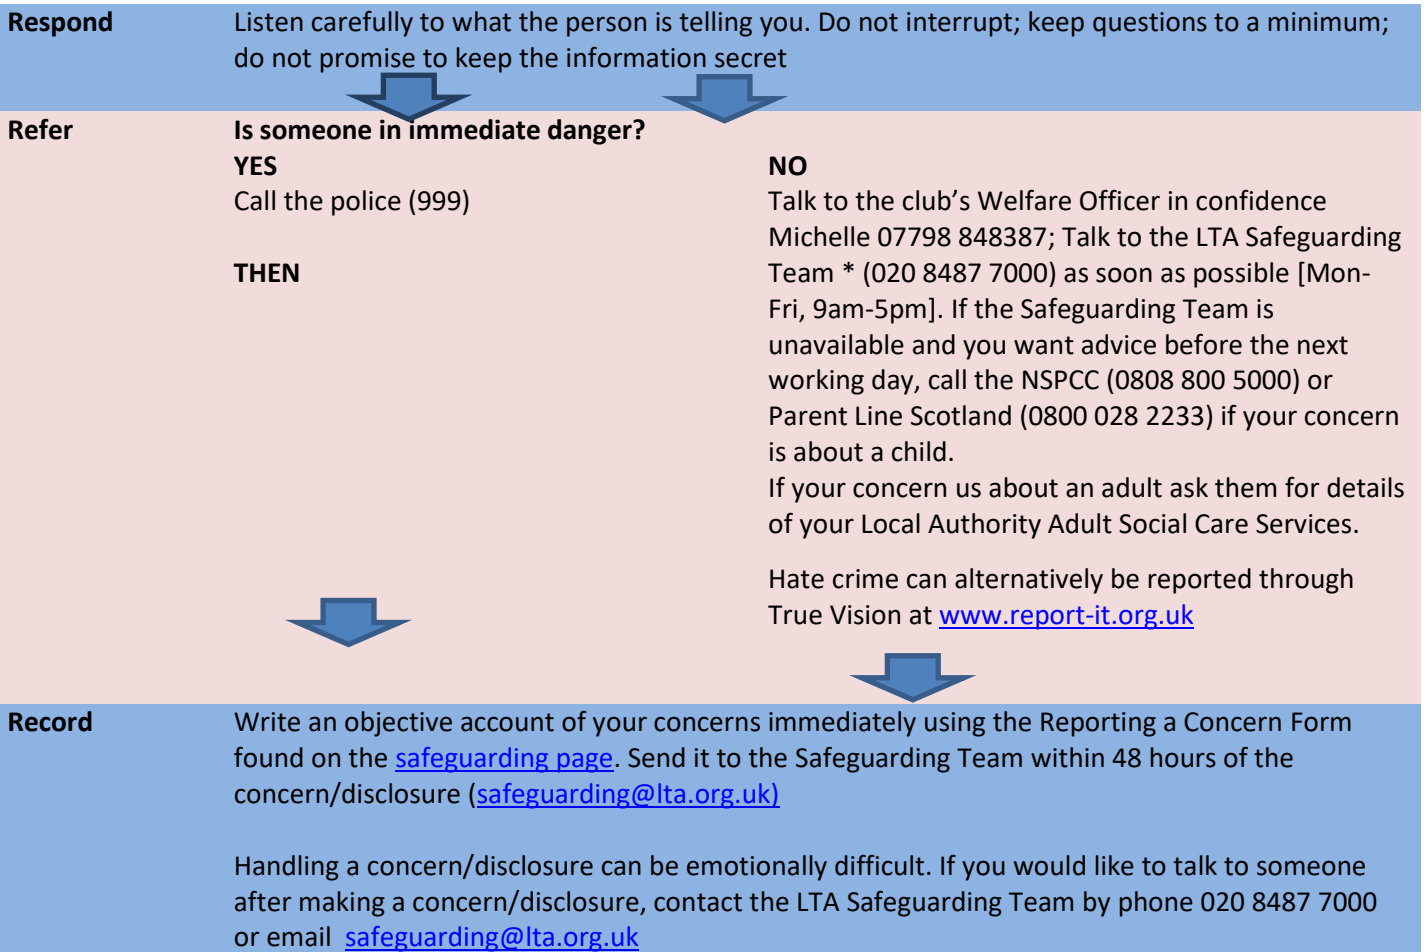 Respond
Listen carefully to what the person is telling you. Do not interrupt; keep questions to a minimum;
do not promise to keep the information secret
Refer
Is someone in immediate danger?
YES
Call the police (999)
THEN
NO
Talk to the club’s Welfare Officer in confidence
Michelle 07798 848387; Talk to the LTA Safeguarding
Team * (020 8487 7000) as soon as possible [Mon-
Fri, 9am-5pm]. If the Safeguarding Team is
unavailable and you want advice before the next
working day, call the NSPCC (0808 800 5000) or
Parent Line Scotland (0800 028 2233) if your concern
is about a child.
If your concern us about an adult ask them for details
of your Local Authority Adult Social Care Services.
Hate crime can alternatively be reported through
True Vision at www.report-it.org.uk
Record
Write an objective account of your concerns immediately using the Reporting a Concern Form
found on the safeguarding page. Send it to the Safeguarding Team within 48 hours of the
concern/disclosure (safeguarding@lta.org.uk)
Handling a concern/disclosure can be emotionally difficult. If you would like to talk to someone
after making a concern/disclosure, contact the LTA Safeguarding Team by phone 020 8487 7000
or email  safeguarding@lta.org.uk